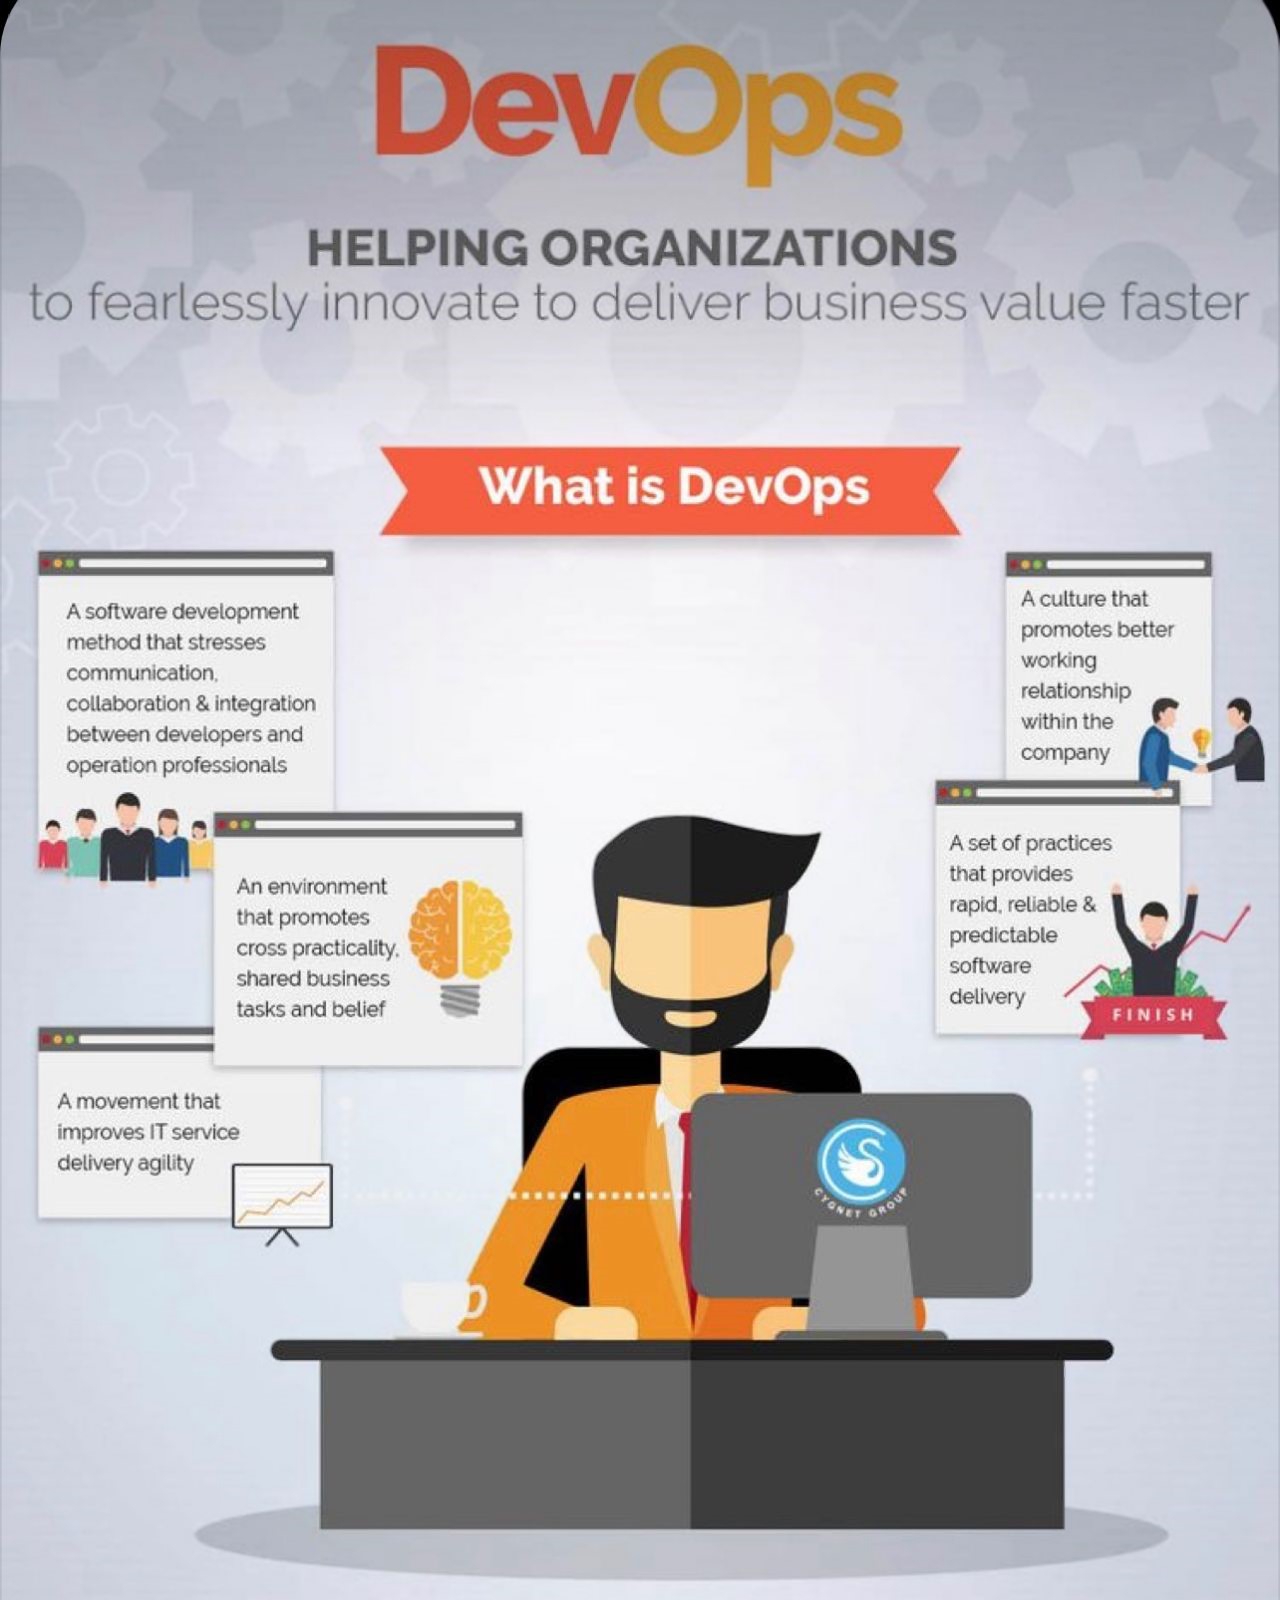 DevOps
HELPING ORGANIZATIONS
to fearlessly innovate to deliver business value faster
What is DevOps
A software development
method that stresses
communication,
collaboration & integration
between developers and
operation professionals
An environment
that promotes
cross practicality,
shared business
tasks and belief
A movement that
improves IT service
delivery agility
A culture that
promotes better
working
relationship
within the
company
A set of practices
that provides
rapid, reliable &
predictable
software
delivery
FINISH
CYGNET GROUP